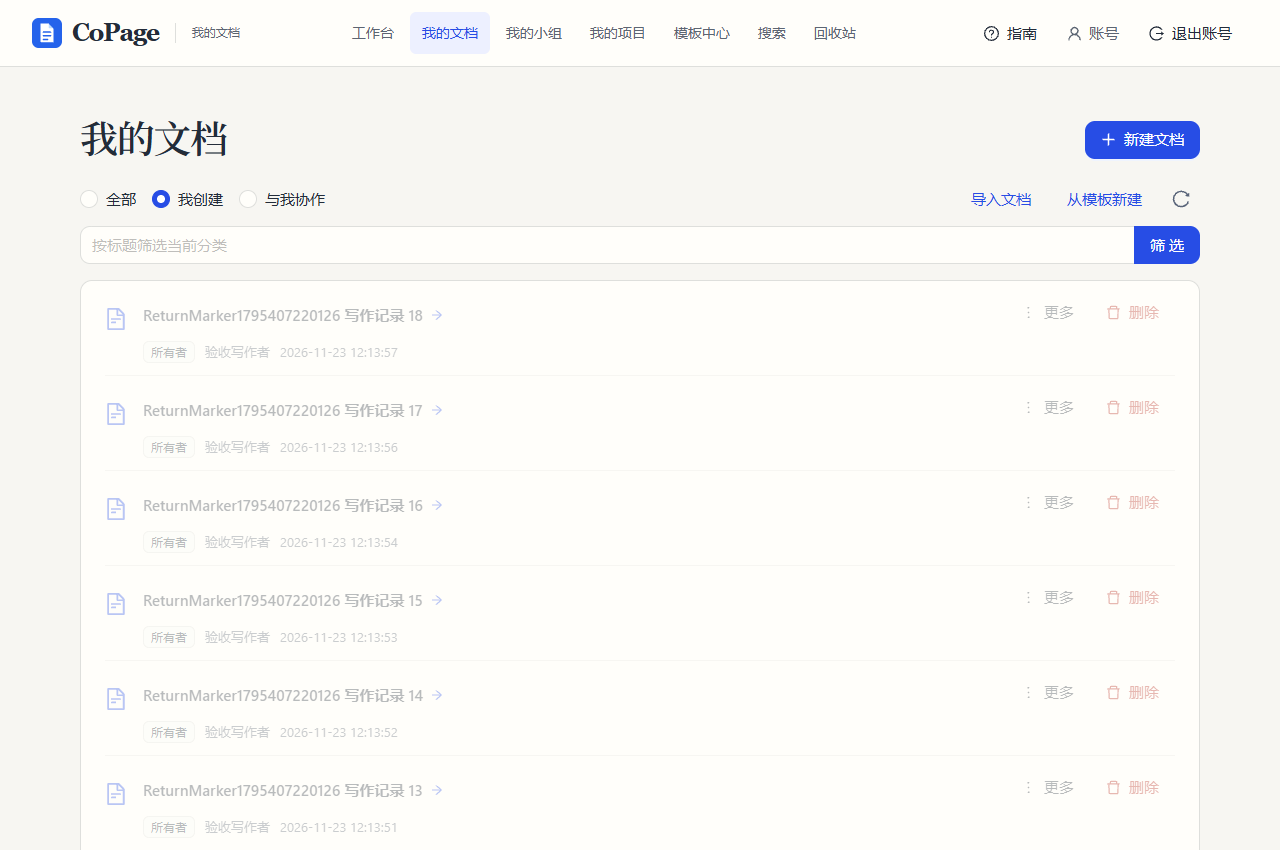 CoPage 我的文档 工作台 我的文档 我的小组 我的项目 模板中心 搜索 回收站 指南 账号 退出账号
我的文档 新建文档
全部 我创建 与我协作 导入文档 从模板新建
按标题筛选当前分类 筛 选
ReturnMarker1795407220126 写作记录 18 更多 删除
所有者 验收写作者 2026-11-23 12:13:57
ReturnMarker1795407220126 写作记录 17 更多 删除
所有者 验收写作者 2026-11-23 12:13:56
ReturnMarker1795407220126 写作记录 16 更多 删除
所有者 验收写作者 2026-11-23 12:13:54
ReturnMarker1795407220126 写作记录 15 更多 删除
所有者 验收写作者 2026-11-23 12:13:53
ReturnMarker1795407220126 写作记录 14 更多 删除
所有者 验收写作者 2026-11-23 12:13:52
ReturnMarker1795407220126 写作记录 13 更多 删除
所有者 验收写作者 2026-11-23 12:13:51